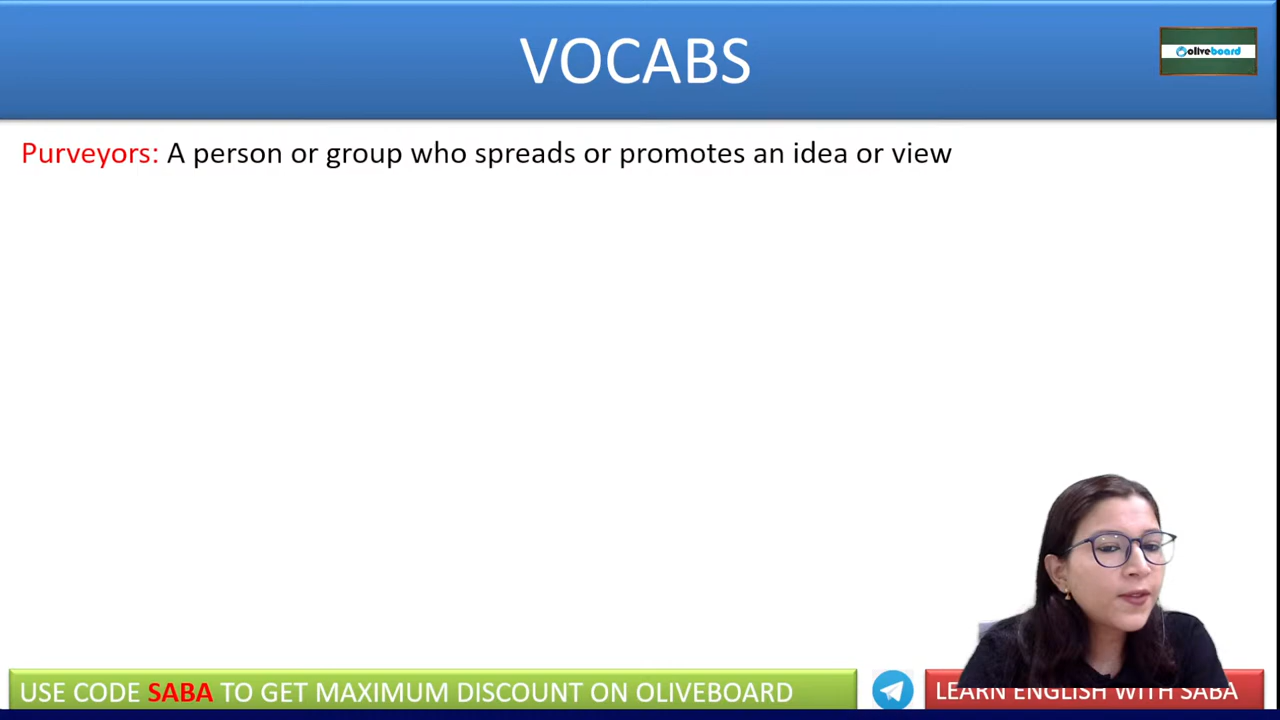 VOCABS
oliveboard
Purveyors: A person or group who spreads or promotes an idea or view
USE CODE SABA TO GET MAXIMUM DISCOUNT ON OLIVEBOARD
LEARN ENGLISH WITH SABA